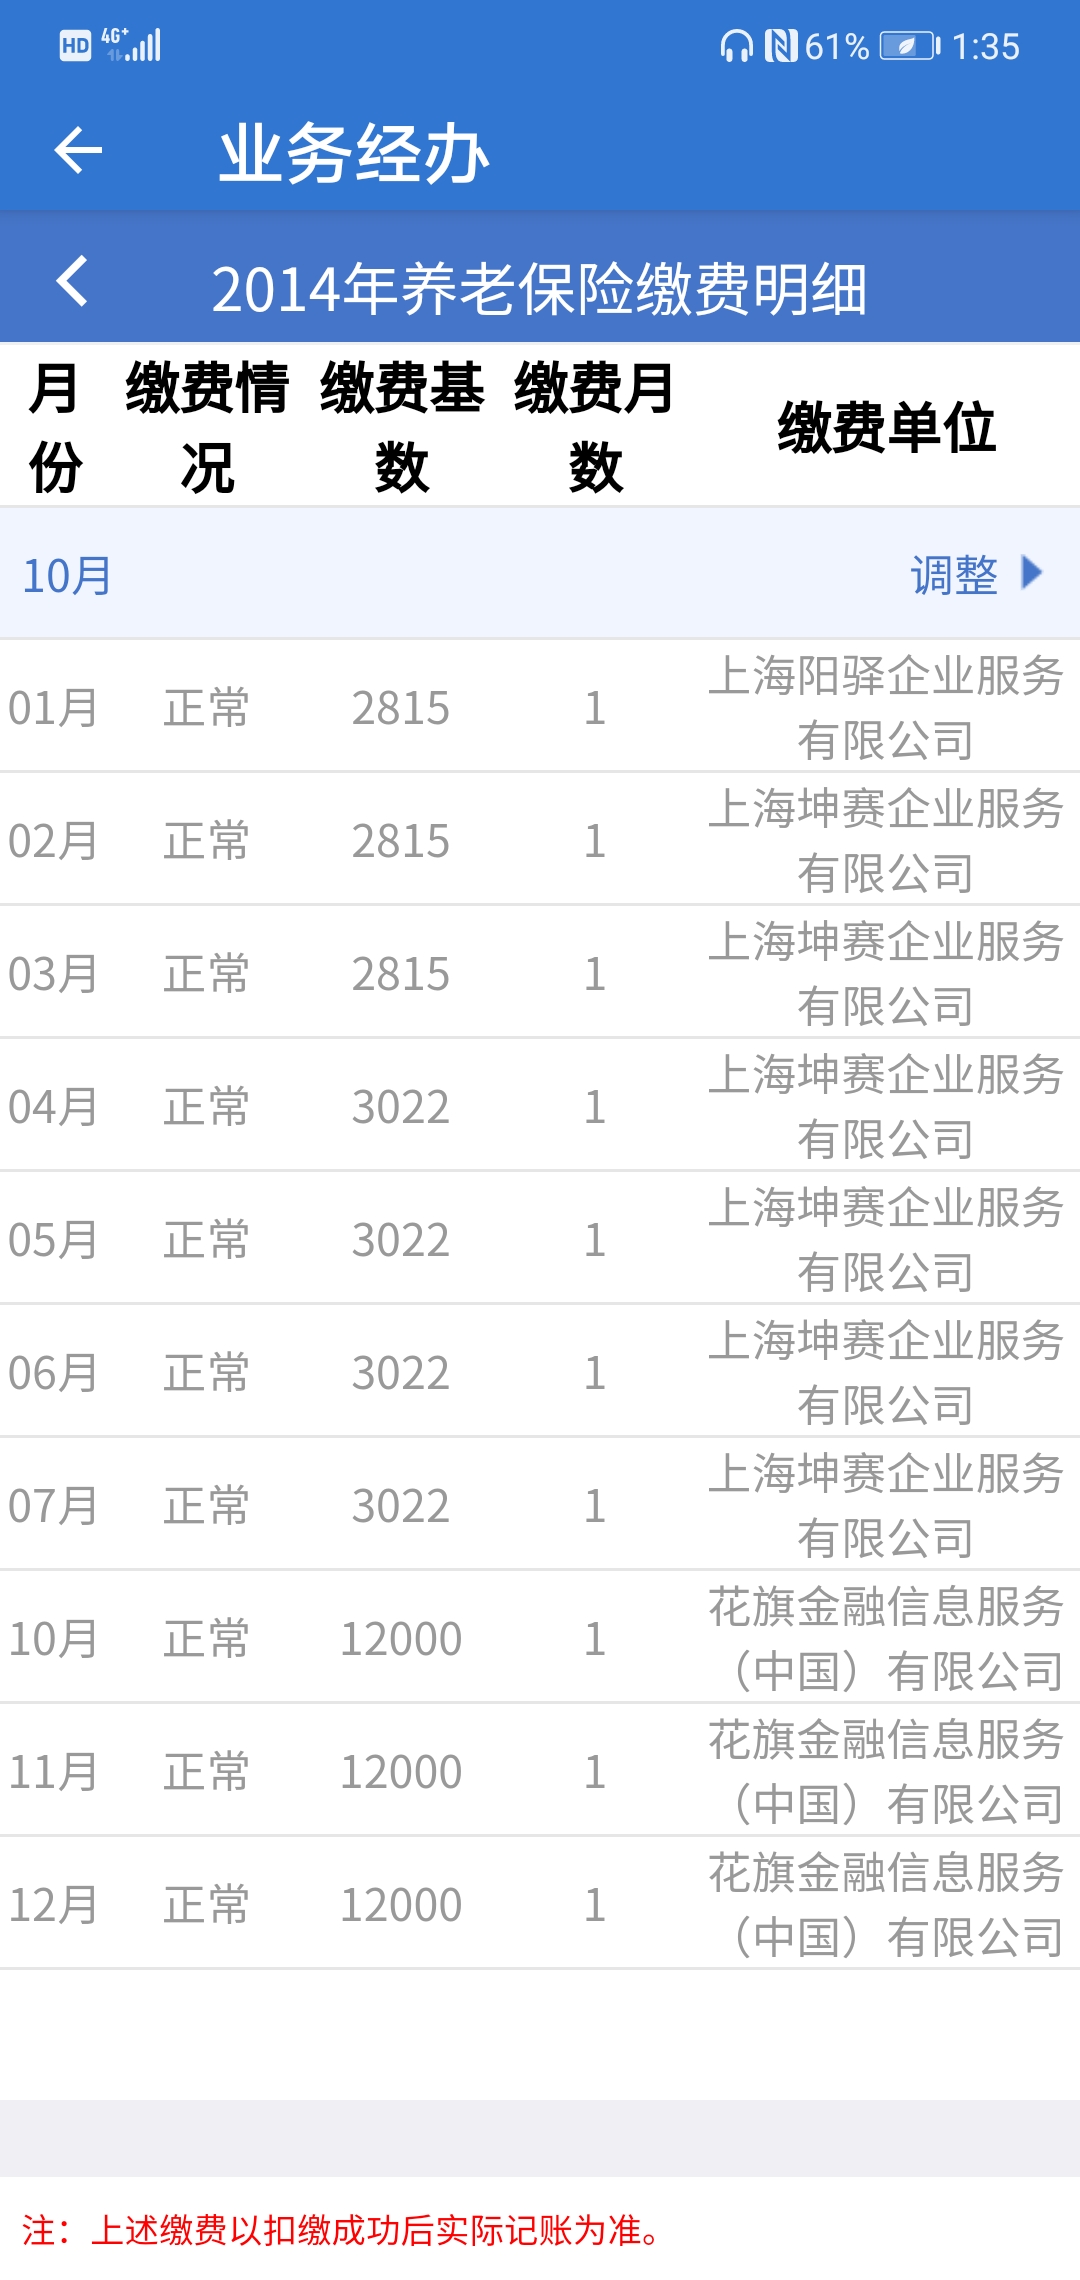 HD 4G+ 61% 1:35
业务经办
2014年养老保险缴费明细
月份 缴费情况 缴费基数 缴费月数 缴费单位
10月 调整
01月 正常 2815 1 上海阳驿企业服务
有限公司
02月 正常 2815 1 上海坤赛企业服务
有限公司
03月 正常 2815 1 上海坤赛企业服务
有限公司
04月 正常 3022 1 上海坤赛企业服务
有限公司
05月 正常 3022 1 上海坤赛企业服务
有限公司
06月 正常 3022 1 上海坤赛企业服务
有限公司
07月 正常 3022 1 上海坤赛企业服务
有限公司
10月 正常 12000 1 花旗金融信息服务
（中国）有限公司
11月 正常 12000 1 花旗金融信息服务
（中国）有限公司
12月 正常 12000 1 花旗金融信息服务
（中国）有限公司
注：上述缴费以扣缴成功后实际记账为准。